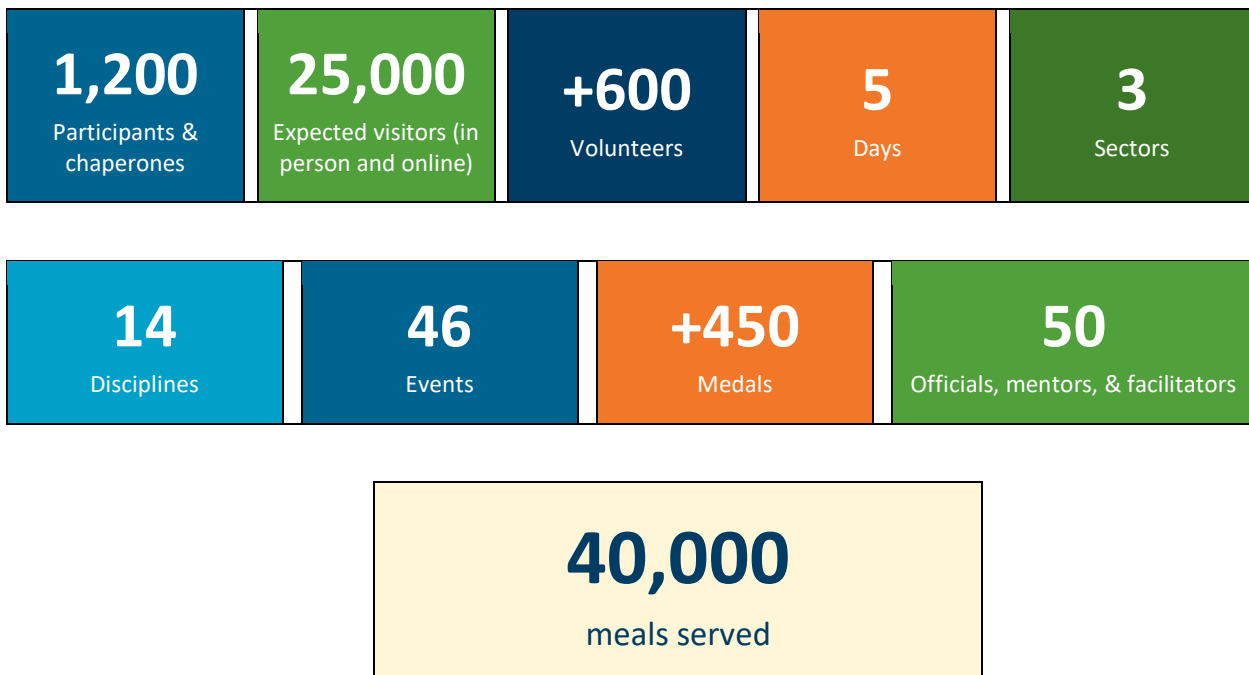 1,200
Participants &
chaperones
25,000
Expected visitors (in
person and online)
+600
Volunteers
5
Days
3
Sectors
14
Disciplines
46
Events
+450
Medals
50
Officials, mentors, & facilitators
40,000
meals served